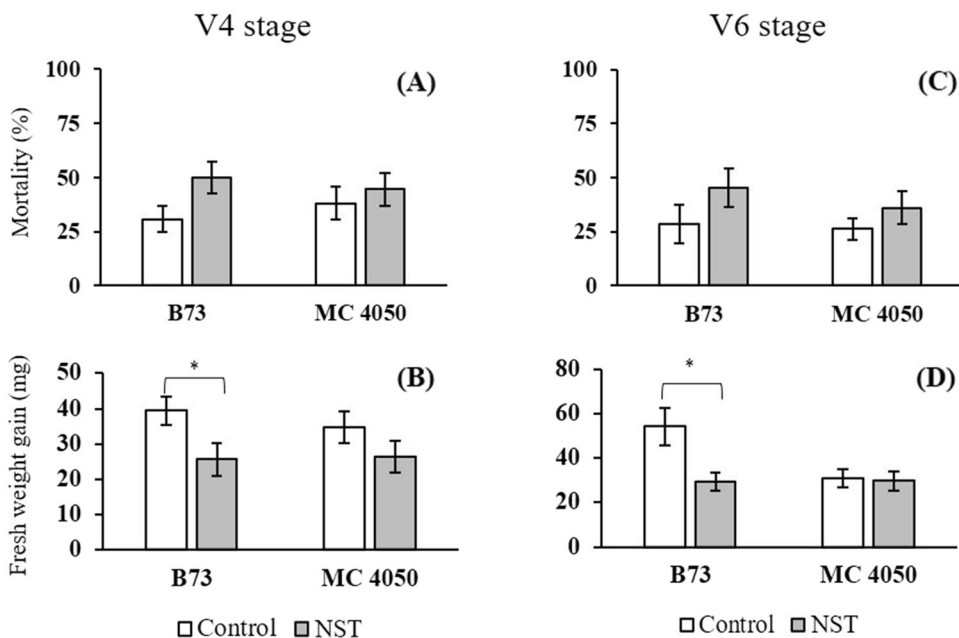 V4 stage
V6 stage
Mortality (%)
100
75
50
25
0
(A)
B73
MC 4050
100
75
50
25
0
(C)
B73
MC 4050
Fresh weight gain (mg)
50
40
30
20
10
0
*
(B)
B73
MC 4050
80
60
40
20
0
*
(D)
B73
MC 4050
Control
NST
Control
NST